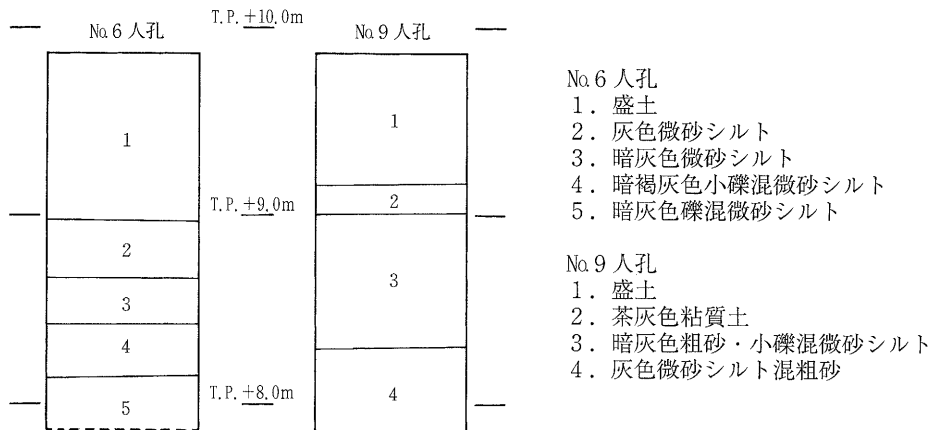 T.P.+10.0m
No.6人孔
No.9人孔
1
2
3
4
5
T.P.+9.0m
T.P.+8.0m
1
2
3
4
No.6人孔
1. 盛土
2. 灰色微砂シルト
3. 暗灰色微砂シルト
4. 暗褐灰色小礫混微砂シルト
5. 暗灰色礫混微砂シルト
No.9人孔
1. 盛土
2. 茶灰色粘質土
3. 暗灰色粗砂・小礫混微砂シルト
4. 灰色微砂シルト混粗砂